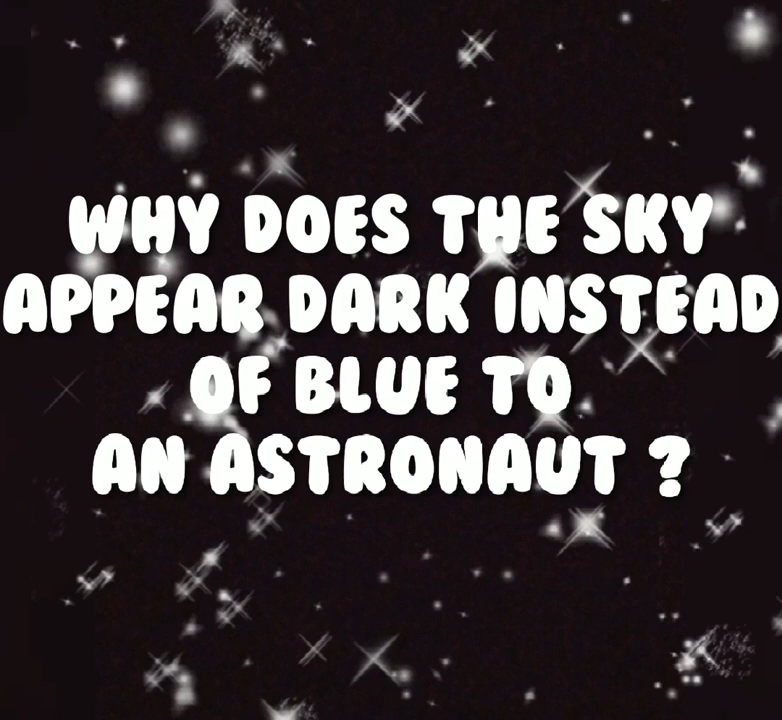 WHY DOES THE SKY
APPEAR DARK INSTEAD
OF BLUE TO
AN ASTRONAUT ?